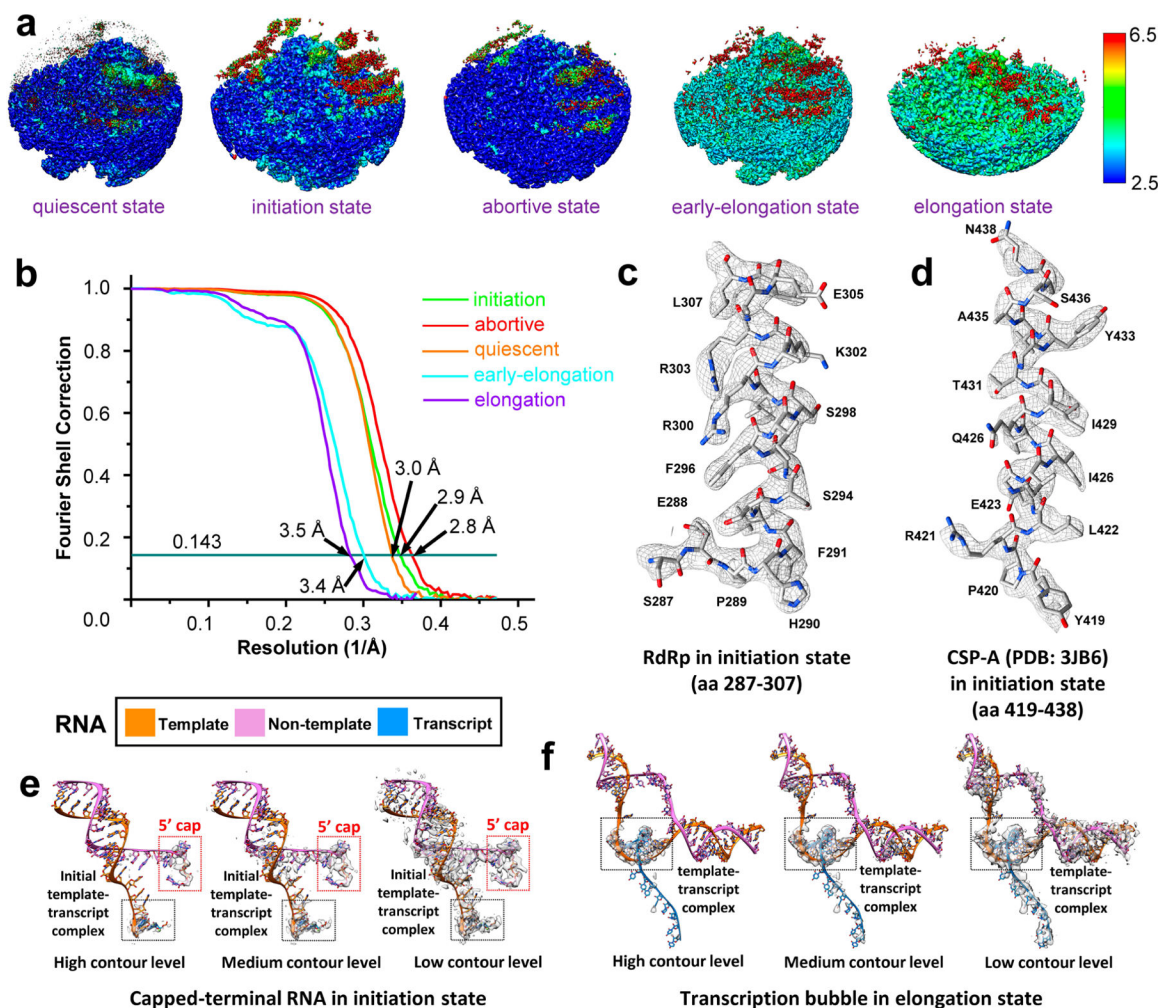 a
6.5
2.5
quiescent state
initiation state
abortive state
early-elongation state
elongation state
b
Fourier Shell Correction
1.0
0.8
0.6
0.4
0.2
0.0
0.1
0.2
0.3
0.4
0.5
Resolution (1/Å)
initiation
abortive
quiescent
early-elongation
elongation
0.143
3.0 Å
2.9 Å
2.8 Å
3.5 Å
3.4 Å
c
L307
E305
K302
R303
R300
S298
F296
S294
E288
F291
S287
P289
H290
RdRp in initiation state
(aa 287-307)
d
N438
S436
A435
Y433
T431
I429
Q426
I426
E423
L422
R421
P420
Y419
CSP-A (PDB: 3JB6)
in initiation state
(aa 419-438)
RNA
Template
Non-template
Transcript
e
5’ cap
Initial
template-
transcript
complex
High contour level
5’ cap
Initial
template-
transcript
complex
Medium contour level
5’ cap
Initial
template-
transcript
complex
Low contour level
Capped-terminal RNA in initiation state
f
template-
transcript
complex
High contour level
template-
transcript
complex
Medium contour level
template-
transcript
complex
Low contour level
Transcription bubble in elongation state